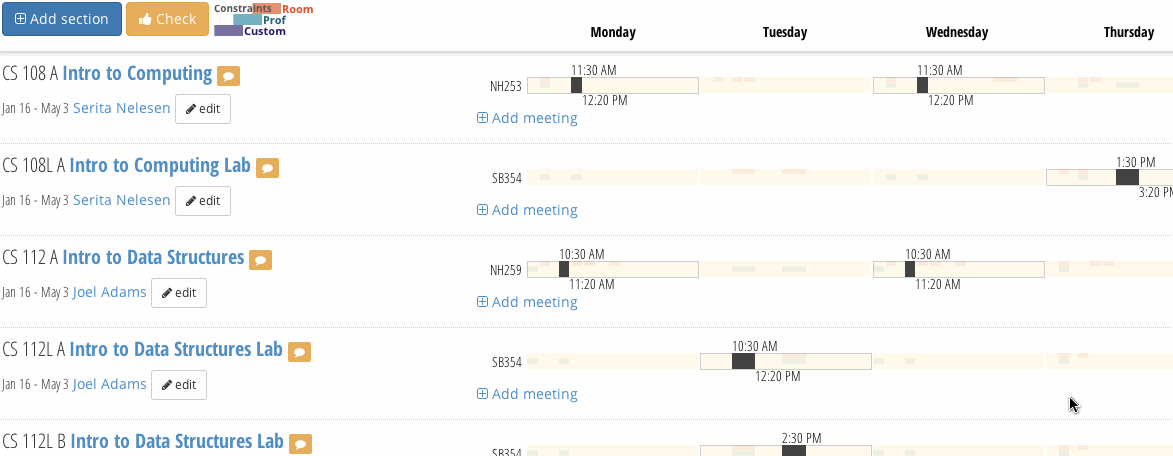 Add section
Check
Constraints
Room
Prof
Custom
Monday Tuesday Wednesday Thursday
CS 108 A Intro to Computing
Jan 16 - May 3 Serita Nelesen edit
NH253
11:30 AM
12:20 PM
11:30 AM
12:20 PM
Add meeting
CS 108L A Intro to Computing Lab
Jan 16 - May 3 Serita Nelesen edit
SB354
1:30 PM
3:20 PM
Add meeting
CS 112 A Intro to Data Structures
Jan 16 - May 3 Joel Adams edit
NH259
10:30 AM
11:20 AM
10:30 AM
11:20 AM
Add meeting
CS 112L A Intro to Data Structures Lab
Jan 16 - May 3 Joel Adams edit
SB354
10:30 AM
12:20 PM
Add meeting
CS 112L B Intro to Data Structures Lab
SB354
2:30 PM